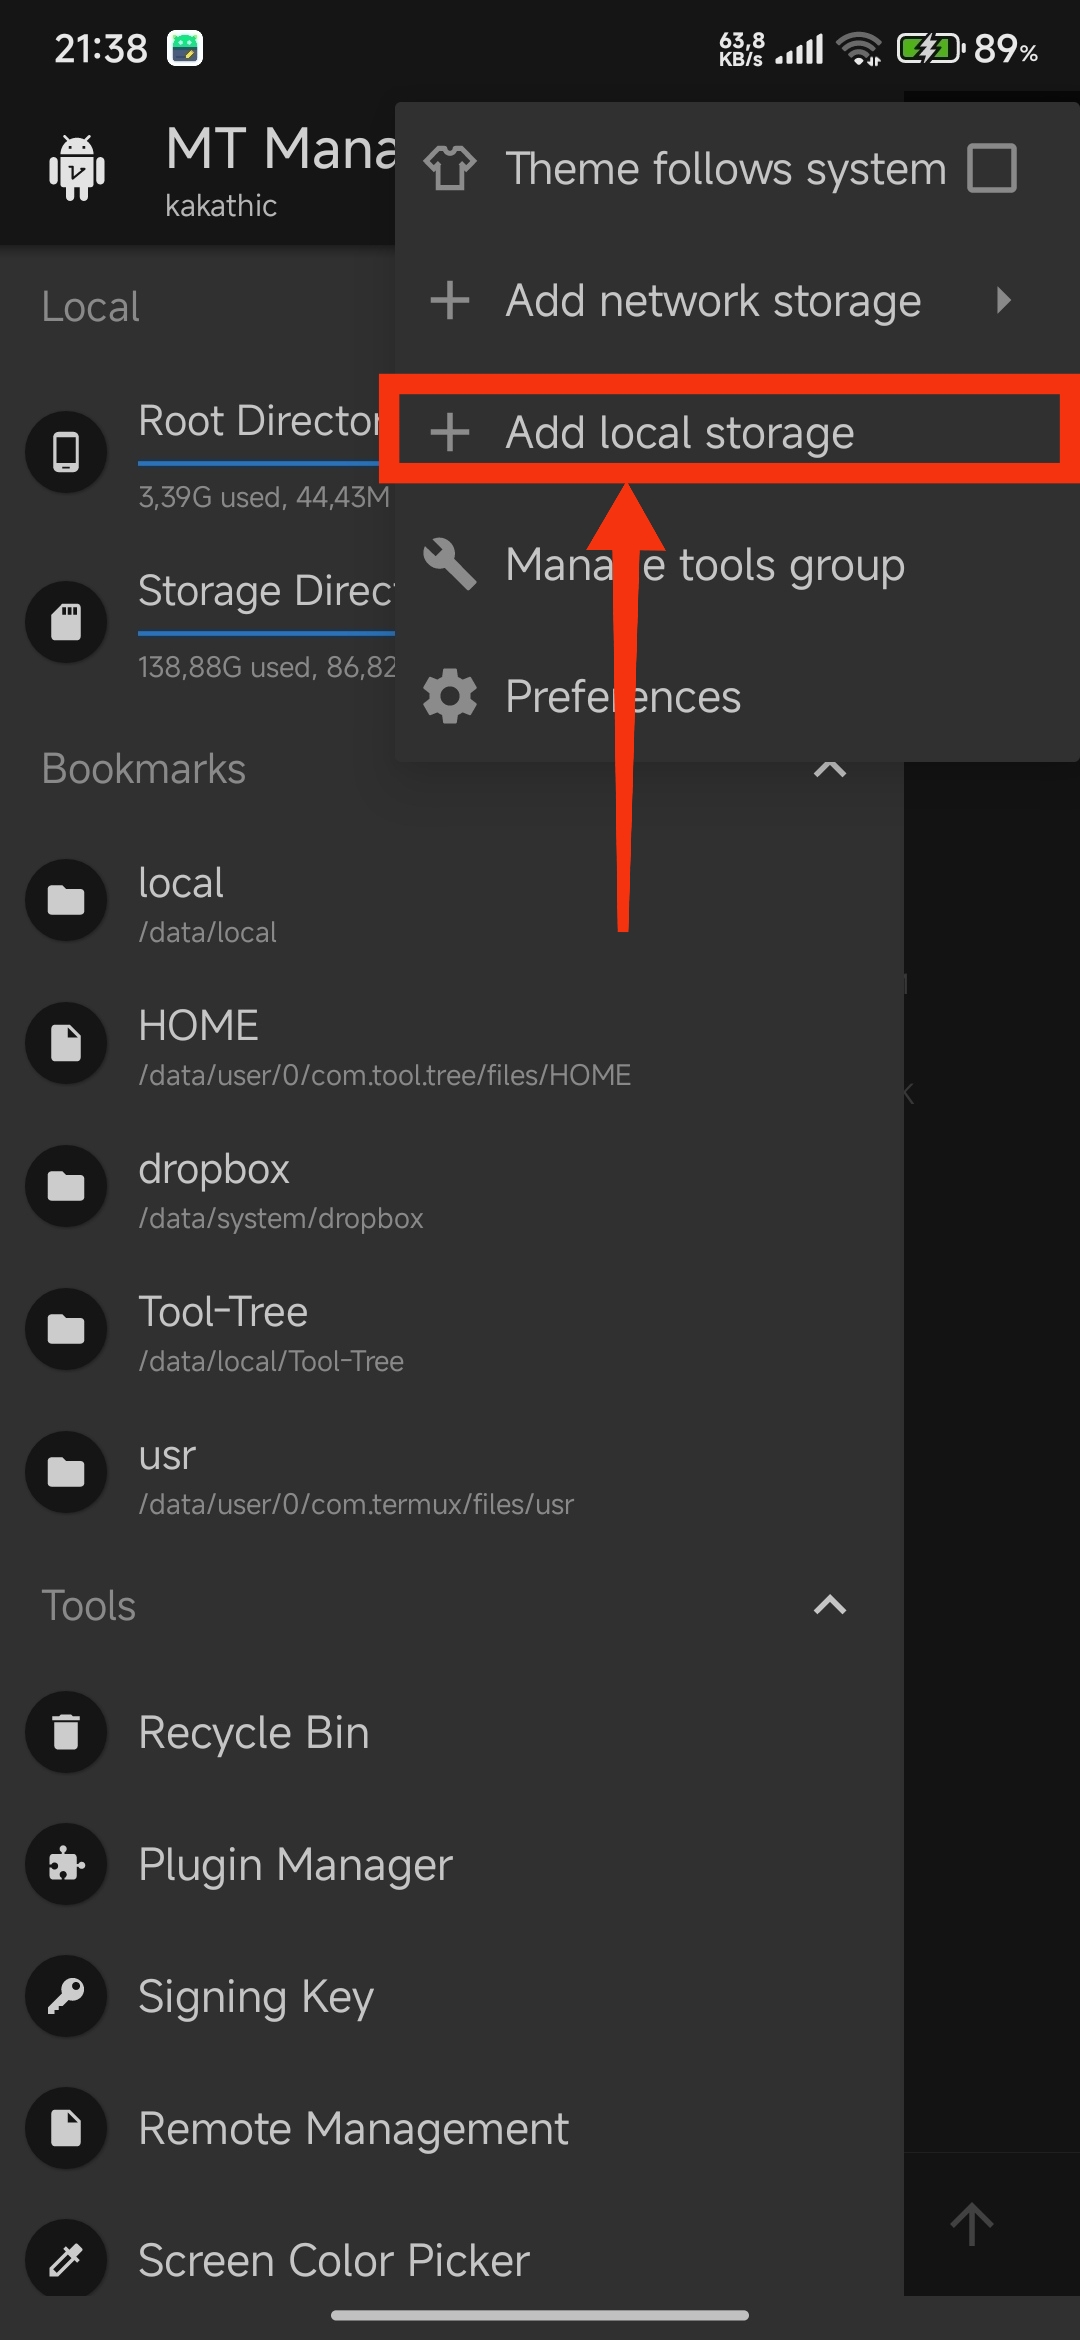 21:38
63,8
KB/s
89%
MT Mana
kakathic
Theme follows system
Add network storage
Add local storage
Manage tools group
Preferences
Local
Root Director
3,39G used, 44,43M
Storage Direc
138,88G used, 86,82
Bookmarks
local
/data/local
HOME
/data/user/0/com.tool.tree/files/HOME
dropbox
/data/system/dropbox
Tool-Tree
/data/local/Tool-Tree
usr
/data/user/0/com.termux/files/usr
Tools
Recycle Bin
Plugin Manager
Signing Key
Remote Management
Screen Color Picker